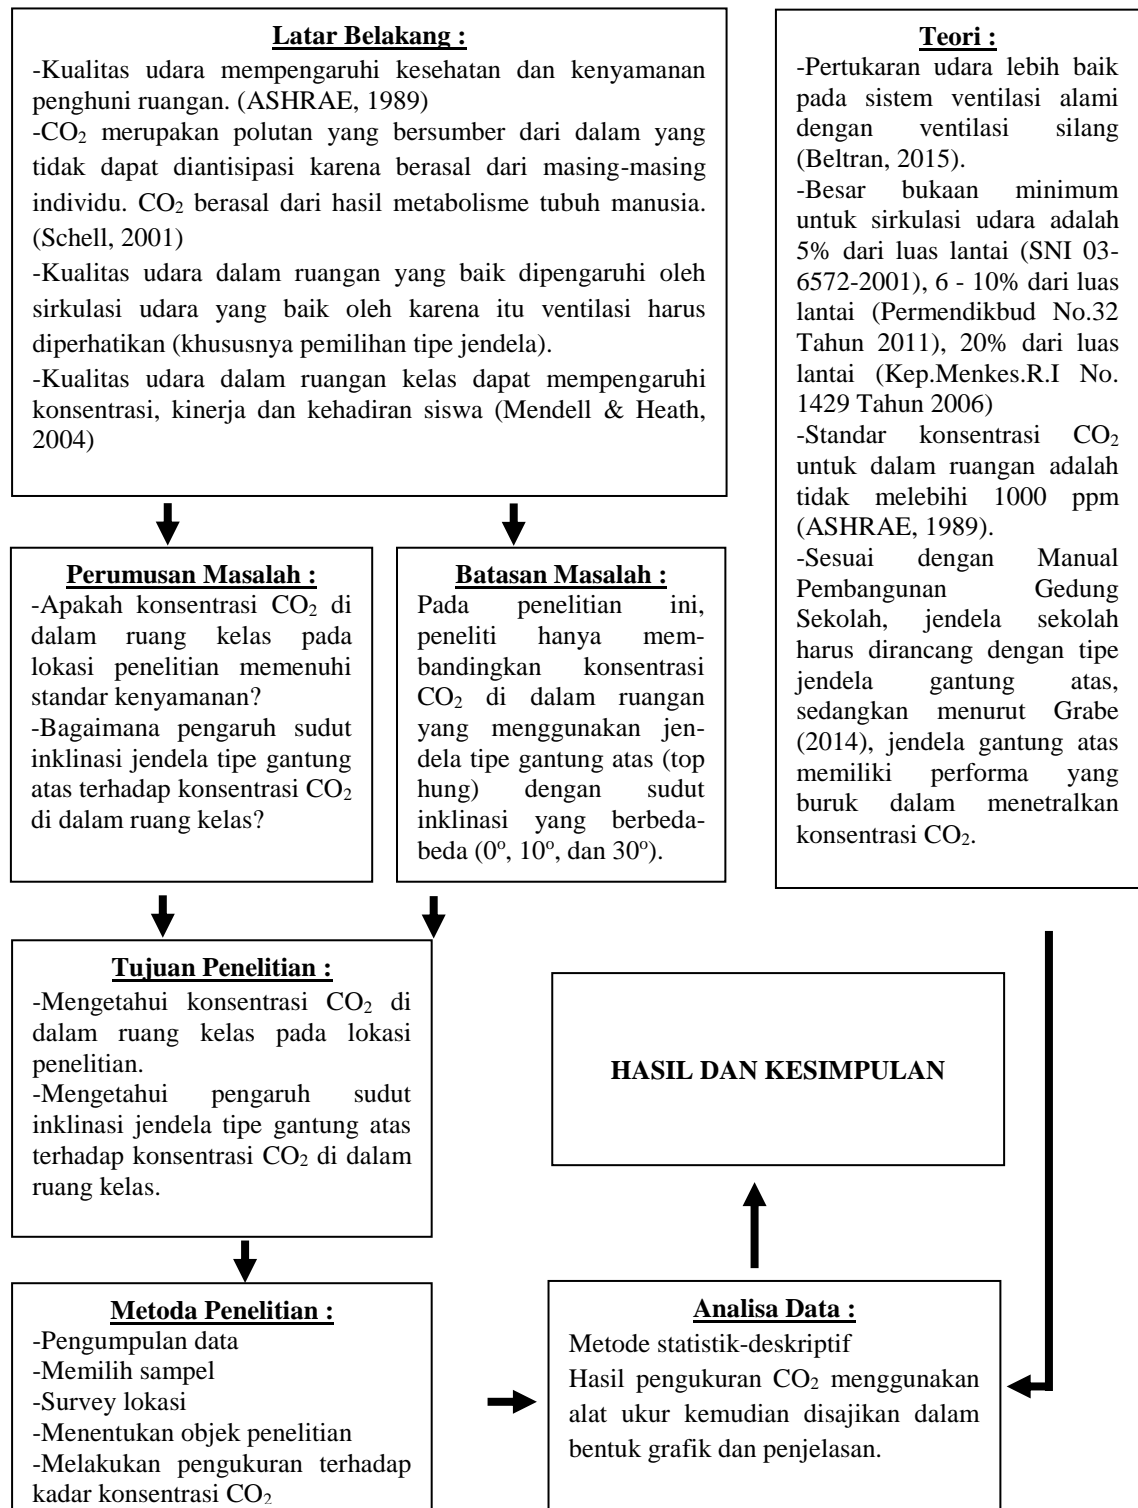 Latar Belakang :
-Kualitas udara mempengaruhi kesehatan dan kenyamanan
penghuni ruangan. (ASHRAE, 1989)
-CO₂ merupakan polutan yang bersumber dari dalam yang
tidak dapat diantisipasi karena berasal dari masing-masing
individu. CO₂ berasal dari hasil metabolisme tubuh manusia.
(Schell, 2001)
-Kualitas udara dalam ruangan yang baik dipengaruhi oleh
sirkulasi udara yang baik oleh karena itu ventilasi harus
diperhatikan (khususnya pemilihan tipe jendela).
-Kualitas udara dalam ruangan kelas dapat mempengaruhi
konsentrasi, kinerja dan kehadiran siswa (Mendell & Heath,
2004)
Teori :
-Pertukaran udara lebih baik
pada sistem ventilasi alami
dengan ventilasi silang
(Beltran, 2015).
-Besar bukaan minimum
untuk sirkulasi udara adalah
5% dari luas lantai (SNI 03-
6572-2001), 6 - 10% dari luas
lantai (Permendikbud No.32
Tahun 2011), 20% dari luas
lantai (Kep.Menkes.R.I No.
1429 Tahun 2006)
-Standar konsentrasi CO₂
untuk dalam ruangan adalah
tidak melebihi 1000 ppm
(ASHRAE, 1989).
-Sesuai dengan Manual
Pembangunan Gedung
Sekolah, jendela sekolah
harus dirancang dengan tipe
jendela gantung atas,
sedangkan menurut Grabe
(2014), jendela gantung atas
memiliki performa yang
buruk dalam menetralkan
konsentrasi CO₂.
Perumusan Masalah :
-Apakah konsentrasi CO₂ di
dalam ruang kelas pada
lokasi penelitian memenuhi
standar kenyamanan?
-Bagaimana pengaruh sudut
inklinasi jendela tipe gantung
atas terhadap konsentrasi CO₂
di dalam ruang kelas?
Batasan Masalah :
Pada penelitian ini,
peneliti hanya mem-
bandingkan konsentrasi
CO₂ di dalam ruangan
yang menggunakan jen-
dela tipe gantung atas (top
hung) dengan sudut
inklinasi yang berbeda-
beda (0º, 10º, dan 30º).
Tujuan Penelitian :
-Mengetahui konsentrasi CO₂ di
dalam ruang kelas pada lokasi
penelitian.
-Mengetahui pengaruh sudut
inklinasi jendela tipe gantung atas
terhadap konsentrasi CO₂ di dalam
ruang kelas.
HASIL DAN KESIMPULAN
Metoda Penelitian :
-Pengumpulan data
-Memilih sampel
-Survey lokasi
-Menentukan objek penelitian
-Melakukan pengukuran terhadap
kadar konsentrasi CO₂
Analisa Data :
Metode statistik-deskriptif
Hasil pengukuran CO₂ menggunakan
alat ukur kemudian disajikan dalam
bentuk grafik dan penjelasan.